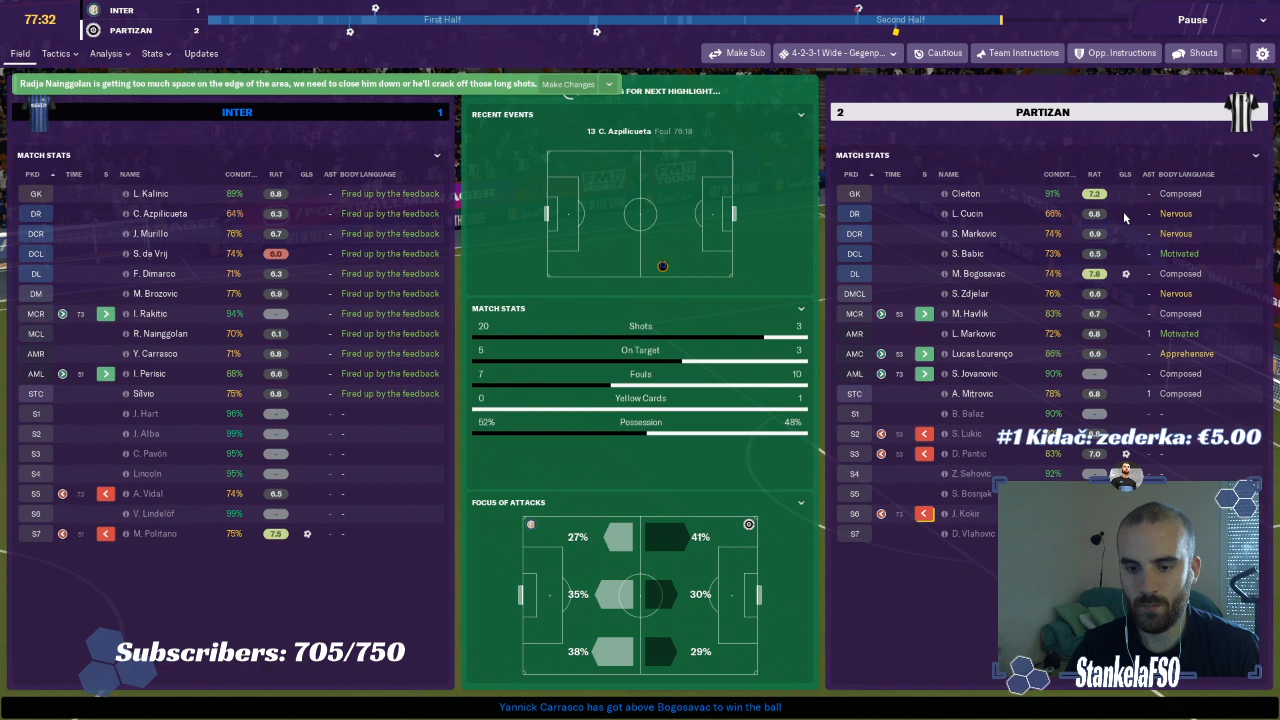 77:32
INTER 1
PARTIZAN 2
First Half
Second Half
Pause
Field Tactics Analysis Stats Updates
Make Sub
4-2-3-1 Wide - Gegenp...
Cautious
Team Instructions
Opp. Instructions
Shouts
Radja Nainggolan is getting too much space on the edge of the area, we need to close him down or he'll crack off those long shots. Make Changes
FOR NEXT HIGHLIGHT...
INTER 1
MATCH STATS
PKD TIME S NAME CONDIT... RAT GLS AST BODY LANGUAGE
GK L. Kalinic 89% 6.8 - Fired up by the feedback
DR C. Azpilicueta 64% 6.3 - Fired up by the feedback
DCR J. Murillo 76% 6.7 - Fired up by the feedback
DCL S. de Vrij 74% 6.0 - Fired up by the feedback
DL F. Dimarco 71% 6.3 - Fired up by the feedback
DM M. Brozovic 77% 6.9 - Fired up by the feedback
MCR 73 I. Rakitic 94% - - Fired up by the feedback
MCL R. Nainggolan 70% 6.1 - Fired up by the feedback
AMR Y. Carrasco 71% 6.8 - Fired up by the feedback
AML 51 I. Perisic 88% 6.6 - Fired up by the feedback
STC Sílvio 75% 6.8 - Fired up by the feedback
S1 J. Hart 96% - - -
S2 J. Alba 99% - - -
S3 C. Pavón 95% - - -
S4 Lincoln 95% - - -
S5 73 A. Vidal 74% 6.5 - -
S6 V. Lindelöf 99% - - -
S7 51 M. Politano 75% 7.5 - -
RECENT EVENTS
13 C. Azpilicueta Foul 76:18
MATCH STATS
20 Shots 3
5 On Target 3
7 Fouls 10
0 Yellow Cards 1
52% Possession 48%
FOCUS OF ATTACKS
27% 41%
35% 30%
38% 29%
2 PARTIZAN
MATCH STATS
PKD TIME S NAME CONDIT... RAT GLS AST BODY LANGUAGE
GK Cleiton 91% 7.2 - Composed
DR L. Cucin 66% 6.8 - Nervous
DCR S. Markovic 74% 6.9 - Nervous
DCL S. Babic 73% 6.5 - Motivated
DL M. Bogosavac 74% 7.8 - Composed
DMCL S. Zdjelar 76% 6.6 - Nervous
MCR 53 M. Havlik 83% 6.7 - Composed
AMR L. Markovic 72% 6.8 1 Motivated
AMC 53 Lucas Lourenço 86% 6.6 - Apprehensive
AML 73 S. Jovanovic 90% - - Composed
STC A. Mitrovic 78% 6.8 1 Composed
S1 B. Balaz 90% - - -
S2 53 S. Lukic
#1 Kidač: zederka: €5.00
S3 53 D. Pantic 83% 7.0 - -
S4 Z. Sehovic 92% - - -
S5 S. Bosnjak
S6 73 J. Kokir
S7 D. Vlahovic
Subscribers: 705/750
StankelaFSO
Yannick Carrasco has got above Bogosavac to win the ball